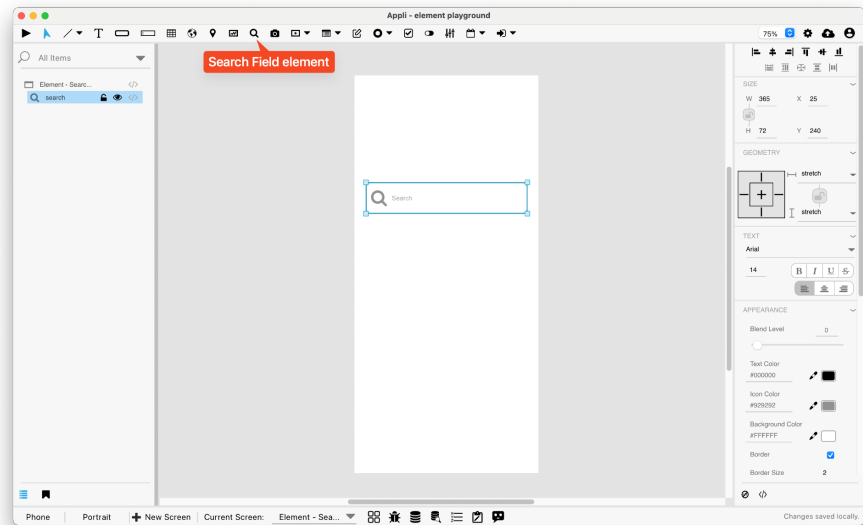 Appli - element playground
T
75%
Search Field element
All Items
Element - Searc...
</>
search
</>
Search
SIZE
W 365 X 25
H 72 Y 240
GEOMETRY
stretch
stretch
TEXT
Arial
14
B I U S
APPEARANCE
Blend Level
0
Text Color
#000000
Icon Color
#929292
Background Color
#FFFFFF
Border
Border Size 2
</>
Phone Portrait New Screen Current Screen: Element - Sea...
Changes saved locally.